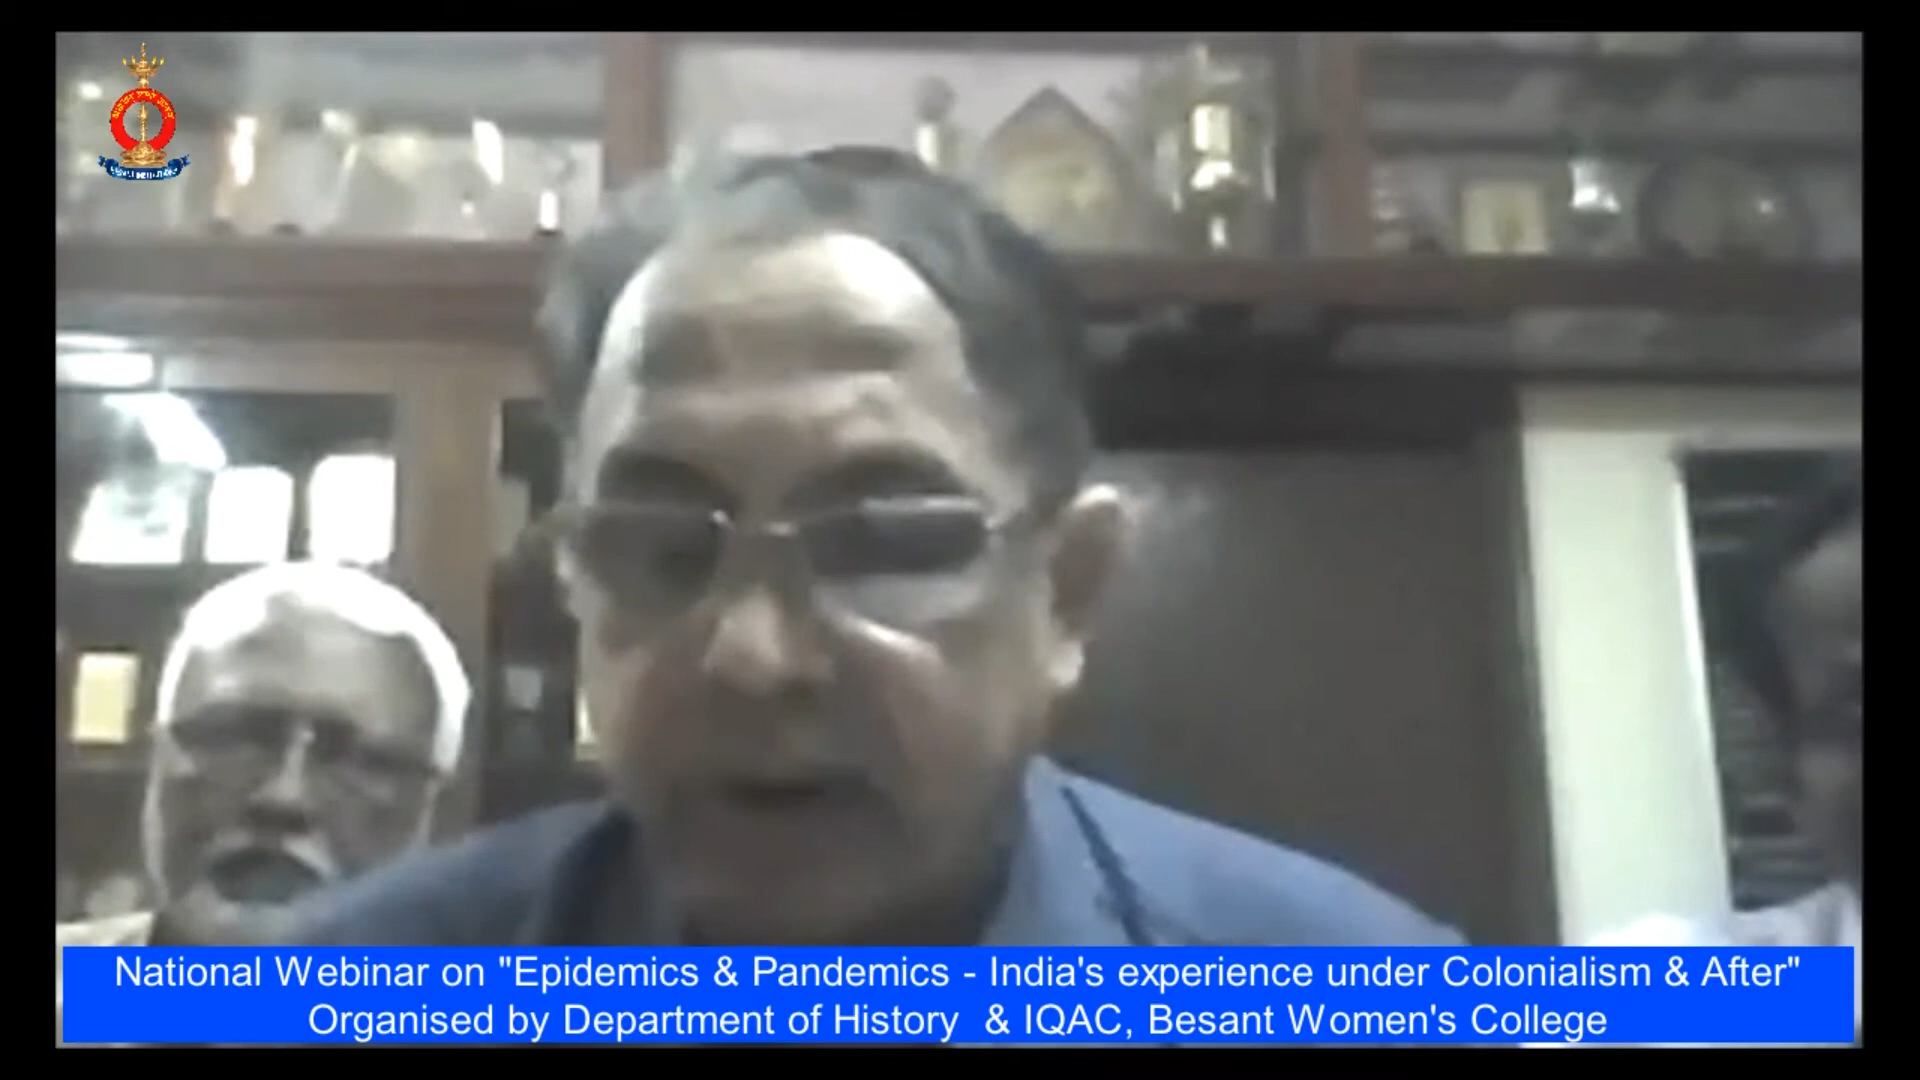 National Webinar on "Epidemics & Pandemics - India's experience under Colonialism & After"
Organised by Department of History & IQAC, Besant Women's College